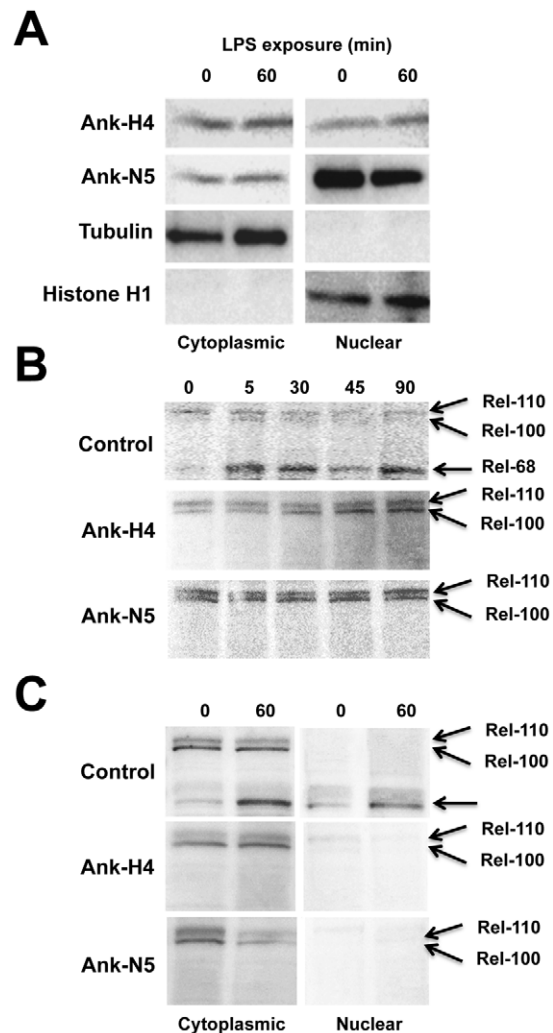 A
LPS exposure (min)
0 60 0 60
Ank-H4
Ank-N5
Tubulin
Histone H1
Cytoplasmic Nuclear
B
0 5 30 45 90
Rel-110
Rel-100
Control
Rel-68
Rel-110
Ank-H4
Rel-100
Rel-110
Ank-N5
Rel-100
C
0 60 0 60
Rel-110
Rel-100
Control
Rel-110
Ank-H4
Rel-100
Rel-110
Ank-N5
Rel-100
Cytoplasmic Nuclear